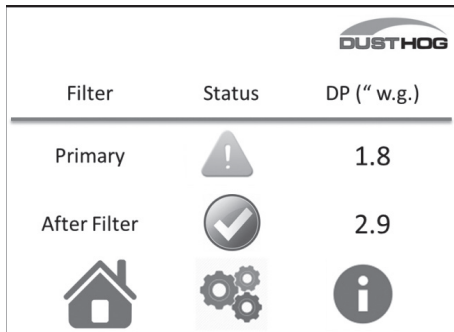 DUSTHOG
Filter Status DP (“ w.g.)
Primary 1.8
After Filter 2.9